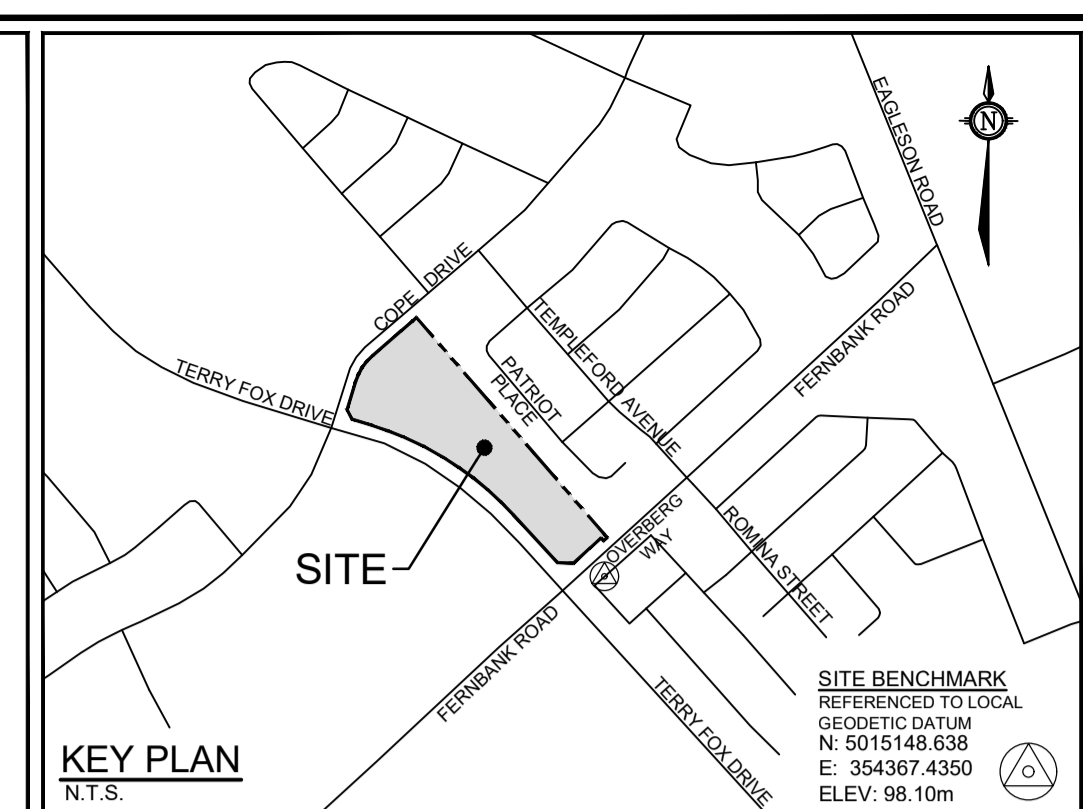 EAGLESON ROAD
N
COPE DRIVE
TEMPLEFORD AVENUE
FERNBANK ROAD
TERRY FOX DRIVE
PATRIOT
PLACE
OVERBERG
WAY
ROMINA STREET
SITE
FERNBANK ROAD
TERRY FOX DRIVE
KEY PLAN
N.T.S.
SITE BENCHMARK
REFERENCED TO LOCAL
GEODETIC DATUM
N: 5015148.638
E: 354367.4350
ELEV: 98.10m